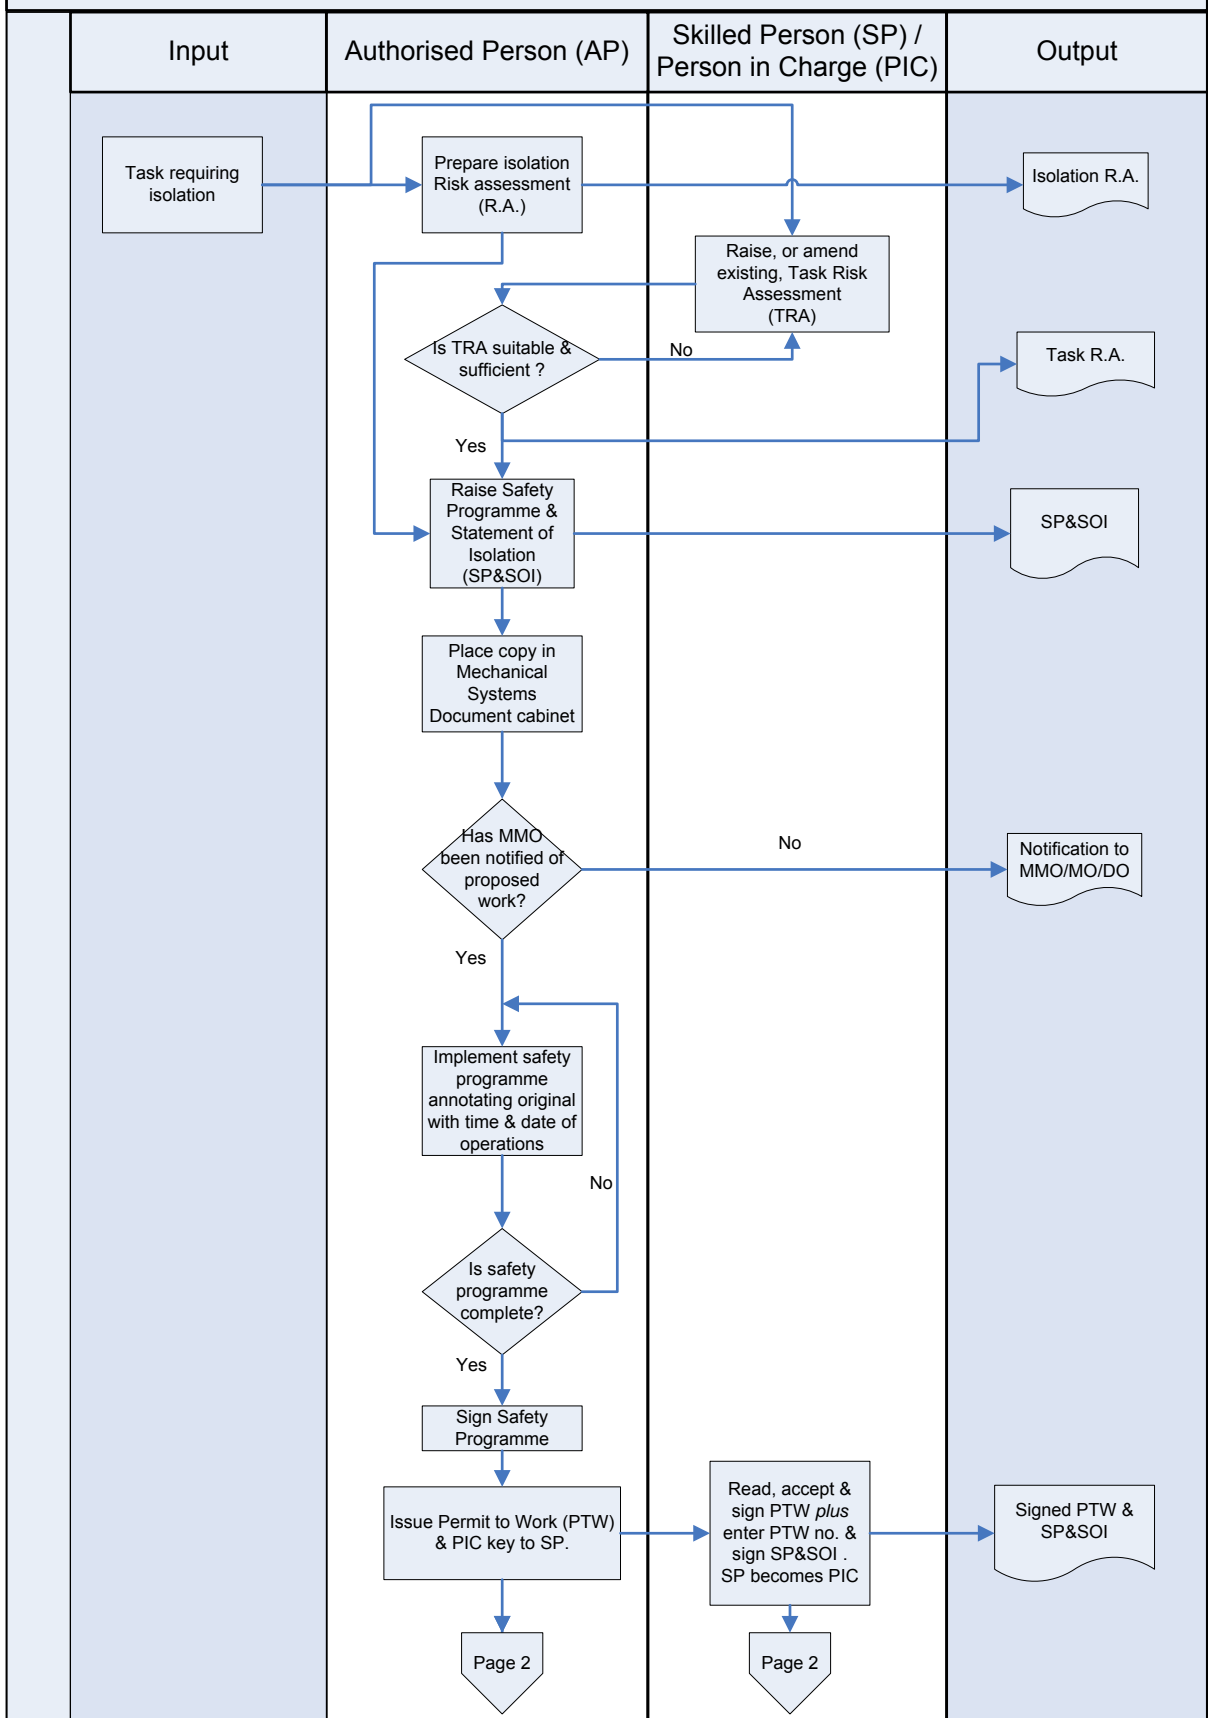 Input
Authorised Person (AP)
Skilled Person (SP) /
Person in Charge (PIC)
Output
Task requiring
isolation
Prepare isolation
Risk assessment
(R.A.)
Isolation R.A.
Raise, or amend
existing, Task Risk
Assessment
(TRA)
Is TRA suitable &
sufficient ?
No
Task R.A.
Yes
Raise Safety
Programme &
Statement of
Isolation
(SP&SOI)
SP&SOI
Place copy in
Mechanical
Systems
Document cabinet
Has MMO
been notified of
proposed
work?
No
Notification to
MMO/MO/DO
Yes
Implement safety
programme
annotating original
with time & date of
operations
No
Is safety
programme
complete?
Yes
Sign Safety
Programme
Issue Permit to Work (PTW)
& PIC key to SP.
Read, accept &
sign PTW plus
enter PTW no. &
sign SP&SOI .
SP becomes PIC
Signed PTW &
SP&SOI
Page 2
Page 2